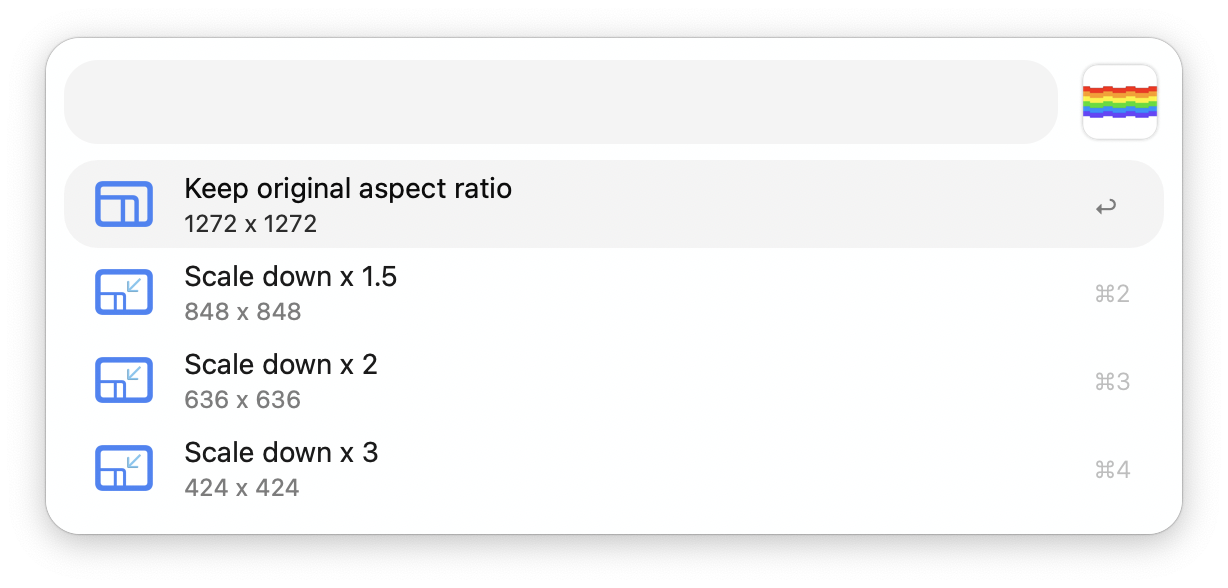 Keep original aspect ratio
1272 x 1272
↩
Scale down x 1.5
848 x 848
⌘2
Scale down x 2
636 x 636
⌘3
Scale down x 3
424 x 424
⌘4